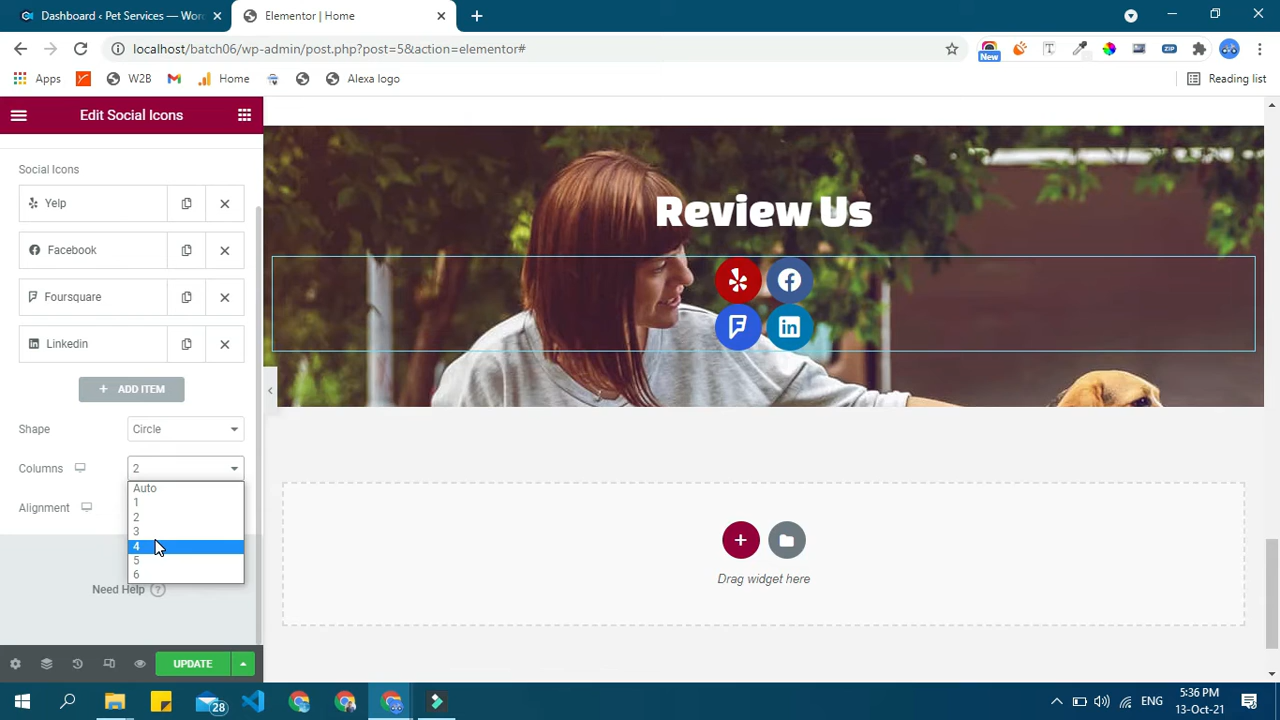 Dashboard ‹ Pet Services — Wor
Elementor | Home
localhost/batch06/wp-admin/post.php?post=5&action=elementor#
New
ZIP
Apps
W2B
Home
Alexa logo
Reading list
Edit Social Icons
Social Icons
Yelp
Facebook
Foursquare
Linkedin
+ ADD ITEM
Shape
Circle
Columns
2
Auto
1
2
3
4
5
6
Alignment
Need Help ?
UPDATE
Review Us
Drag widget here
28
ENG
5:36 PM
13-Oct-21